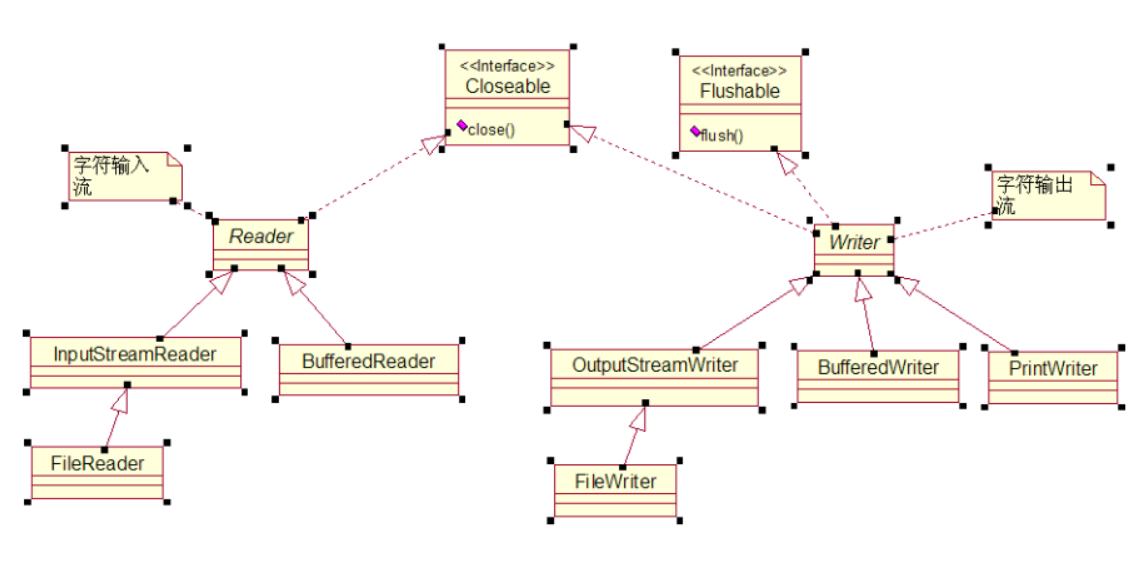 <<Interface>>
Closeable
close()
<<Interface>>
Flushable
flush()
字符输入
流
字符输出
流
Reader
Writer
InputStreamReader
BufferedReader
OutputStreamWriter
BufferedWriter
PrintWriter
FileReader
FileWriter